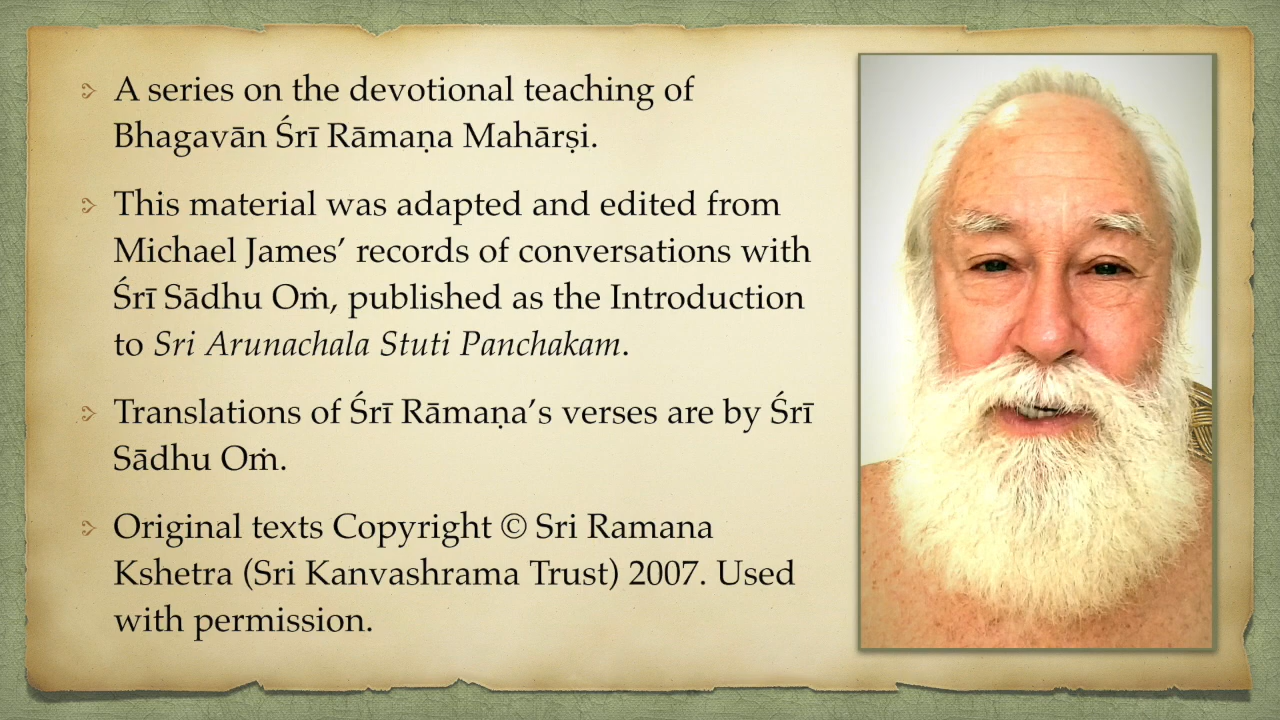 A series on the devotional teaching of
Bhagavān Śrī Rāmaṇa Mahārṣi.
This material was adapted and edited from
Michael James’ records of conversations with
Śrī Sādhu Oṁ, published as the Introduction
to Sri Arunachala Stuti Panchakam.
Translations of Śrī Rāmaṇa’s verses are by Śrī
Sādhu Oṁ.
Original texts Copyright © Sri Ramana
Kshetra (Sri Kanvashrama Trust) 2007. Used
with permission.